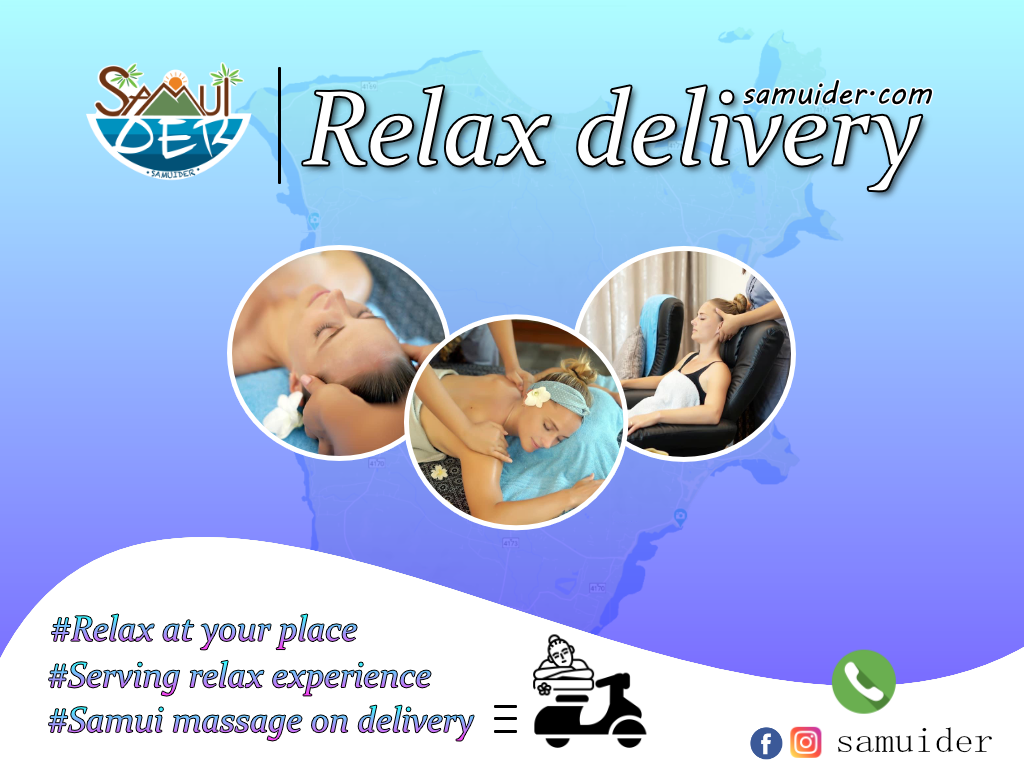 SAMUI
DER
•SAMUIDER•
samuider.com
Relax delivery
#Relax at your place
#Serving relax experience
#Samui massage on delivery
samuider